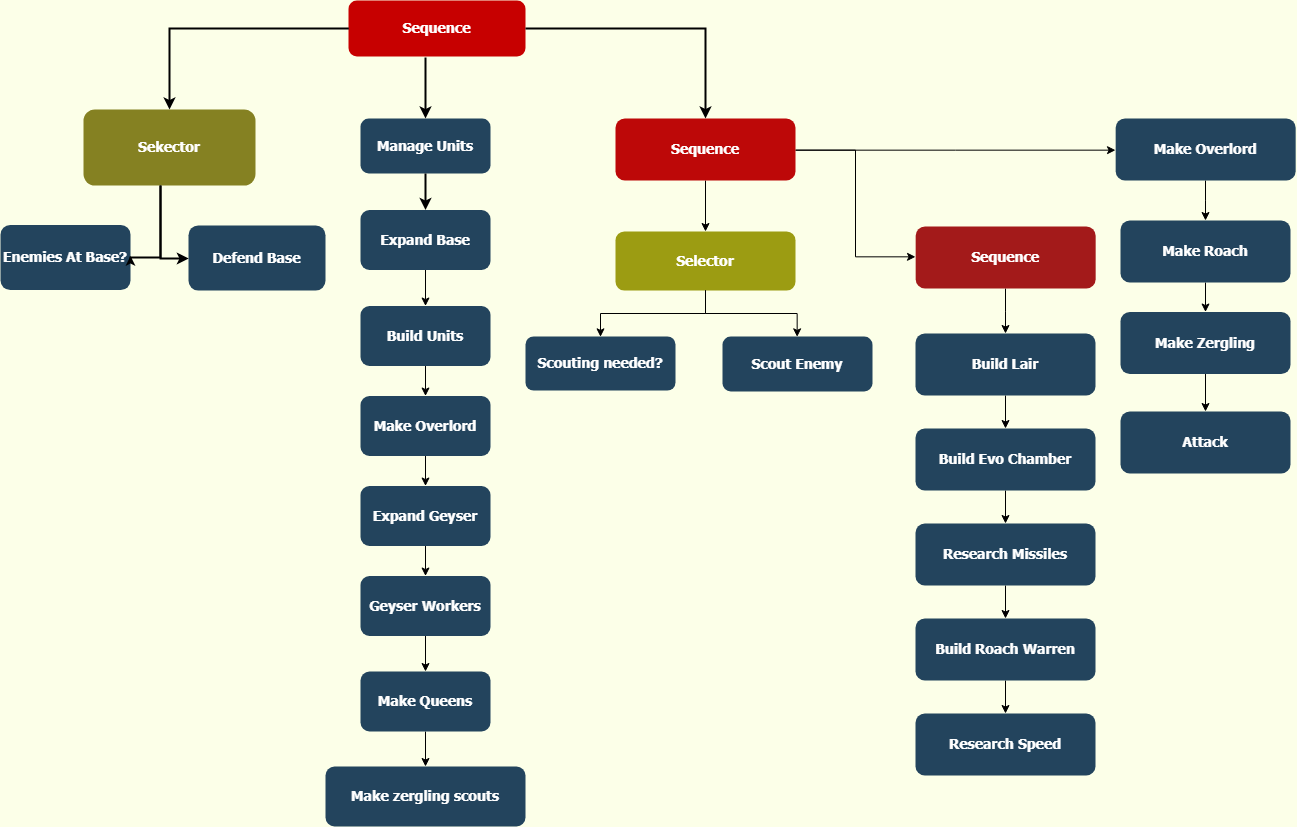 Sequence
Sekector
Enemies At Base?
Defend Base
Manage Units
Expand Base
Build Units
Make Overlord
Expand Geyser
Geyser Workers
Make Queens
Make zergling scouts
Sequence
Selector
Scouting needed?
Scout Enemy
Sequence
Build Lair
Build Evo Chamber
Research Missiles
Build Roach Warren
Research Speed
Make Overlord
Make Roach
Make Zergling
Attack